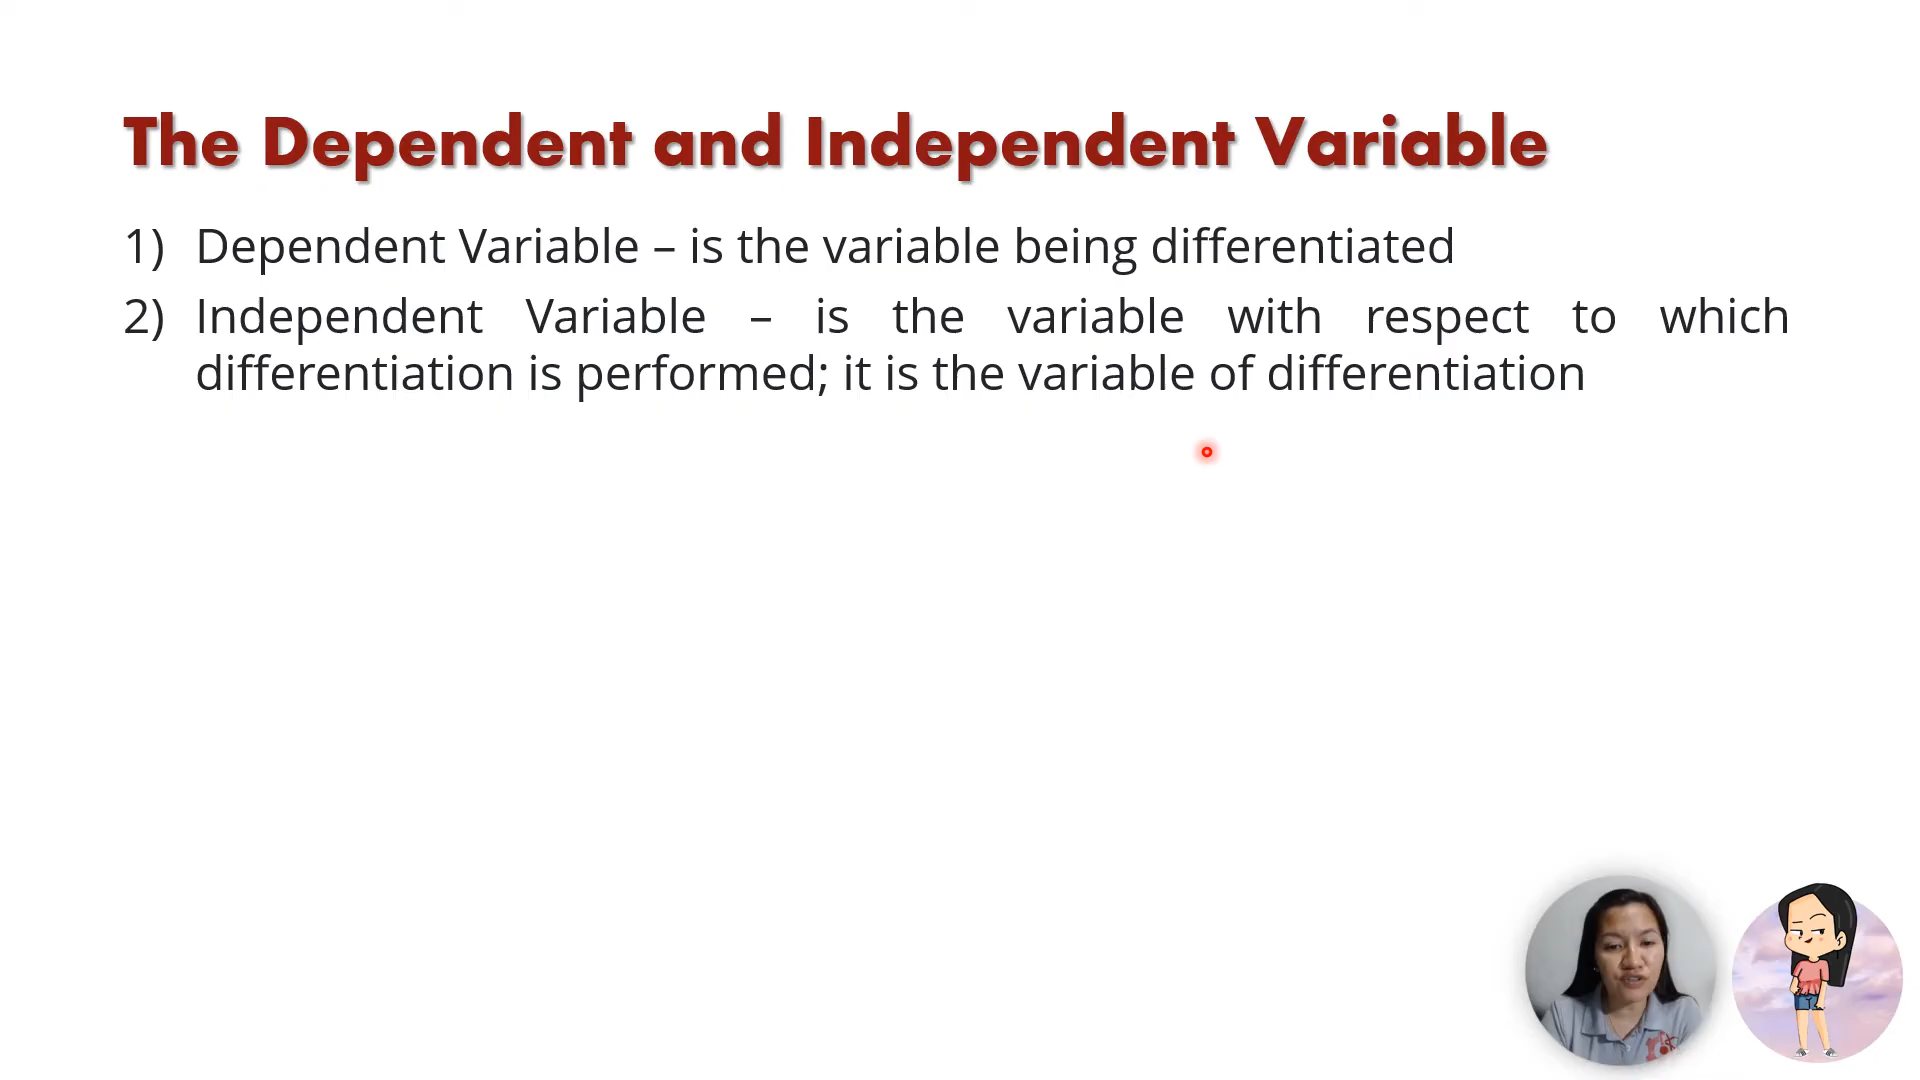 The Dependent and Independent Variable
1) Dependent Variable – is the variable being differentiated
2) Independent Variable – is the variable with respect to which
differentiation is performed; it is the variable of differentiation